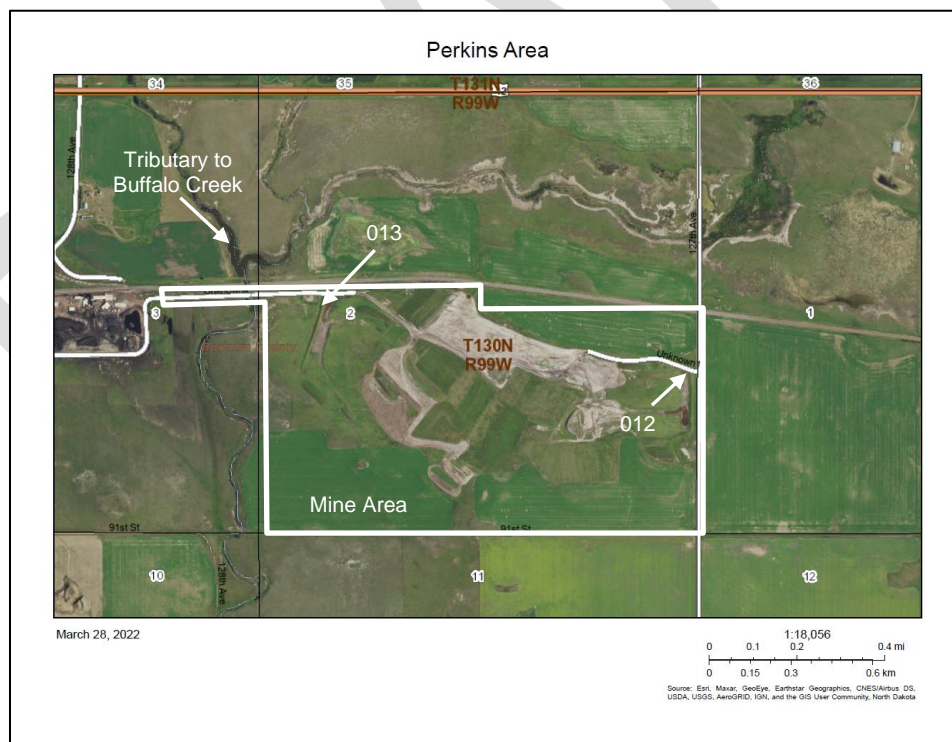 Perkins Area
34
35
36
T131N
R99W
128th Ave
Tributary to
Buffalo Creek
013
127th Ave
3
2
1
T130N
R99W
Unknown 1
012
Mine Area
91st St
91st St
10
128th Ave
11
12
March 28, 2022
1:18,056
0 0.1 0.2 0.4 mi
0 0.15 0.3 0.6 km
Source: Esri, Maxar, GeoEye, Earthstar Geographics, CNES/Airbus DS,
USDA, USGS, AeroGRID, IGN, and the GIS User Community, North Dakota